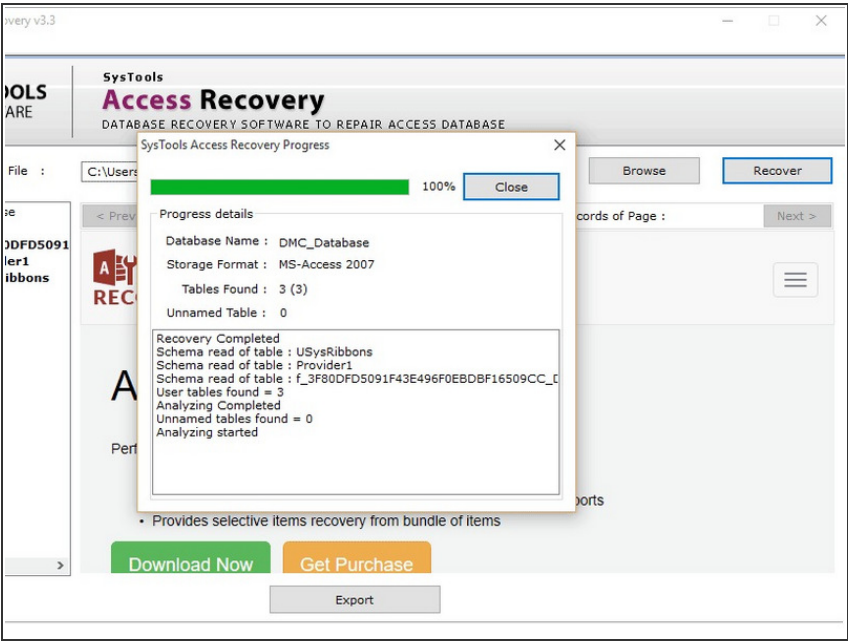 overy v3.3
OOLS
ARE
SysTools
Access Recovery
DATABASE RECOVERY SOFTWARE TO REPAIR ACCESS DATABASE
File :
C:\Users
Browse
Recover
SysTools Access Recovery Progress
100%
Close
Progress details
Database Name : DMC_Database
Storage Format : MS-Access 2007
Tables Found : 3 (3)
Unnamed Table : 0
Recovery Completed
Schema read of table : USysRibbons
Schema read of table : Provider1
Schema read of table : f_3F80DFD5091F43E496F0EBDBF16509CC_D
User tables found = 3
Analyzing Completed
Unnamed tables found = 0
Analyzing started
se
0DFD5091
der1
ibbons
< Prev
cords of Page :
Next >
A
REC
A
Perf
ports
• Provides selective items recovery from bundle of items
Download Now
Get Purchase
>
Export